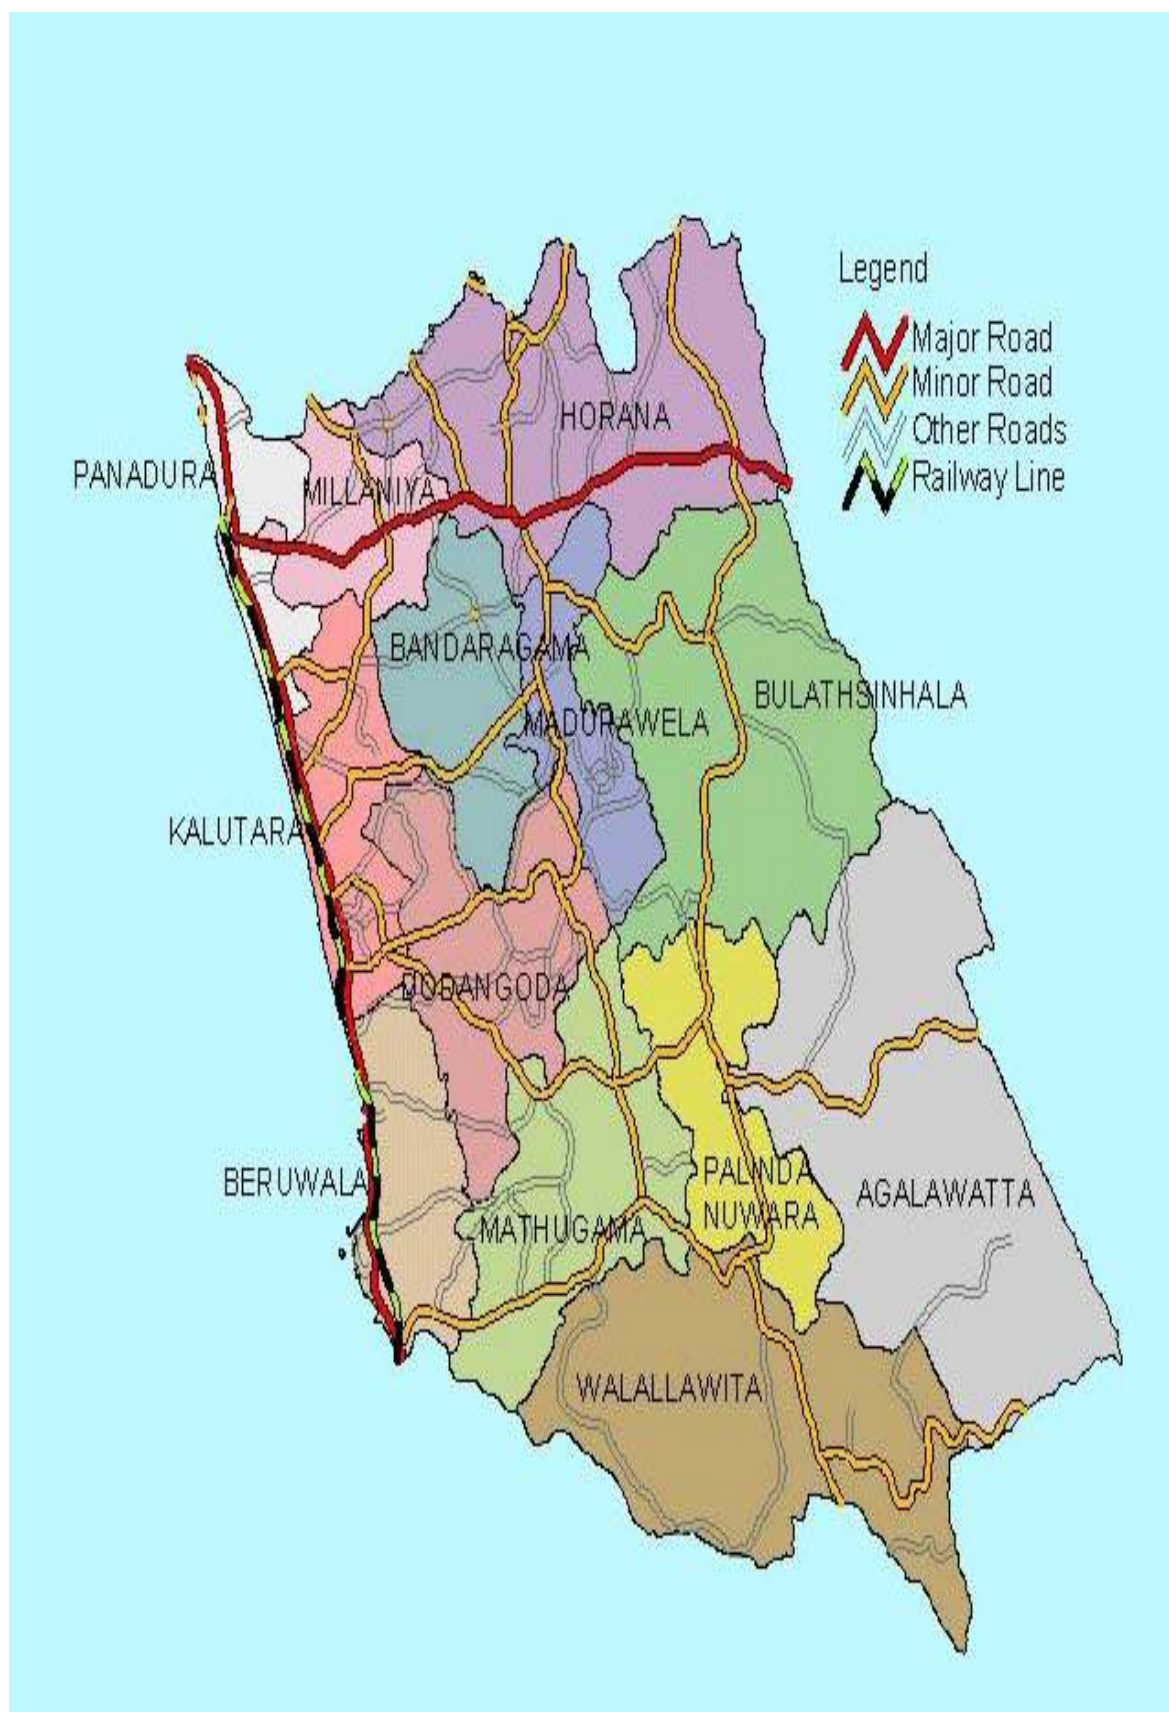 Legend
Major Road
Minor Road
Other Roads
Railway Line
HORANA
PANADURA
MILLANIYA
BANDARAGAMA
BULATHSINHALA
MADURAWELA
KALUTARA
DODANGODA
BERUWALA
PALINDA
NUWARA
AGALAWATTA
MATHUGAMA
WALALLAWITA